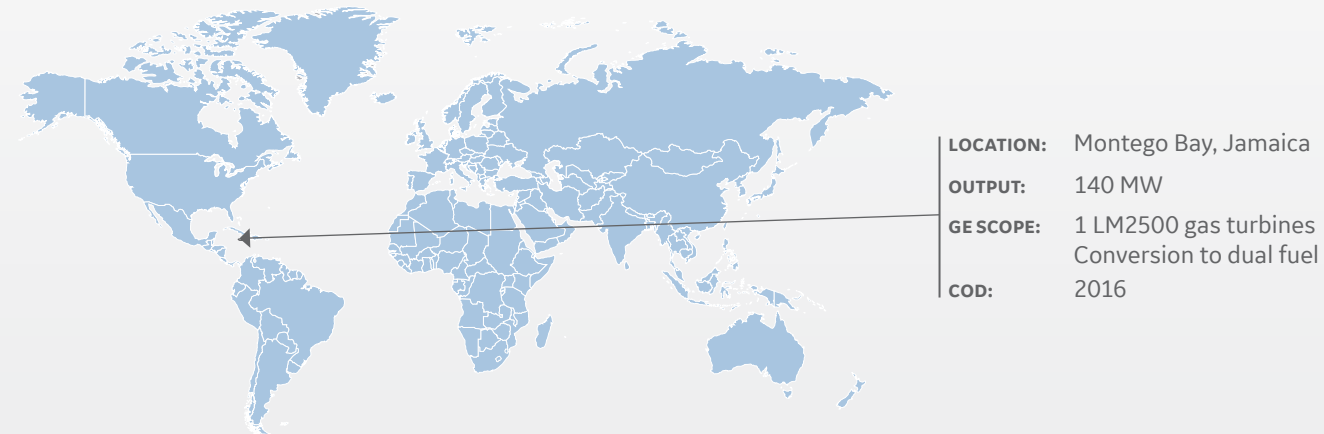 LOCATION: Montego Bay, Jamaica
OUTPUT: 140 MW
GE SCOPE: 1 LM2500 gas turbines
Conversion to dual fuel
COD: 2016